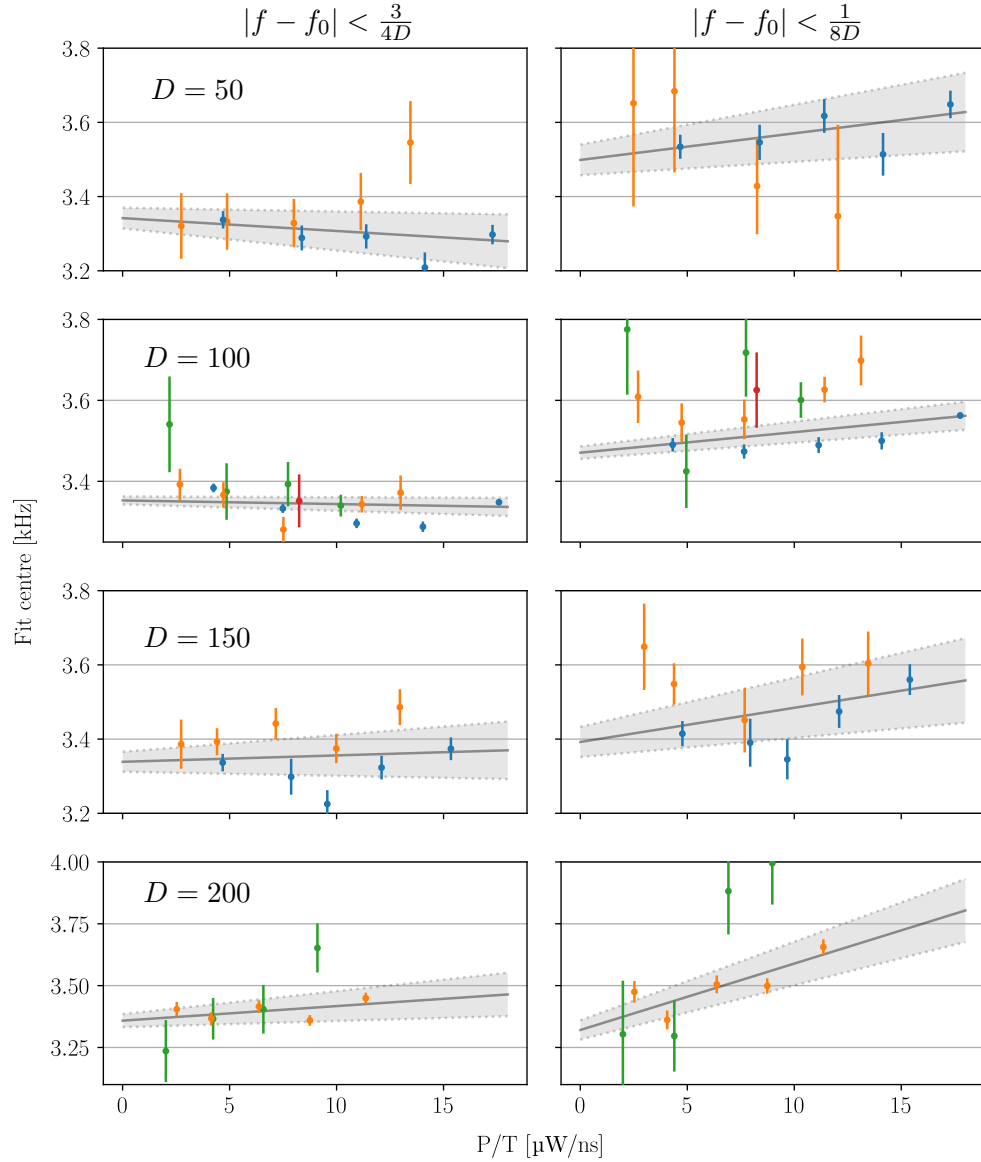 |f − f₀| < 3/4D
|f − f₀| < 1/8D
D = 50
3.8
3.6
3.4
3.2
D = 100
3.8
3.6
3.4
Fit centre [kHz]
D = 150
3.8
3.6
3.4
3.2
D = 200
4.00
3.75
3.50
3.25
0 5 10 15
0 5 10 15
P/T [µW/ns]